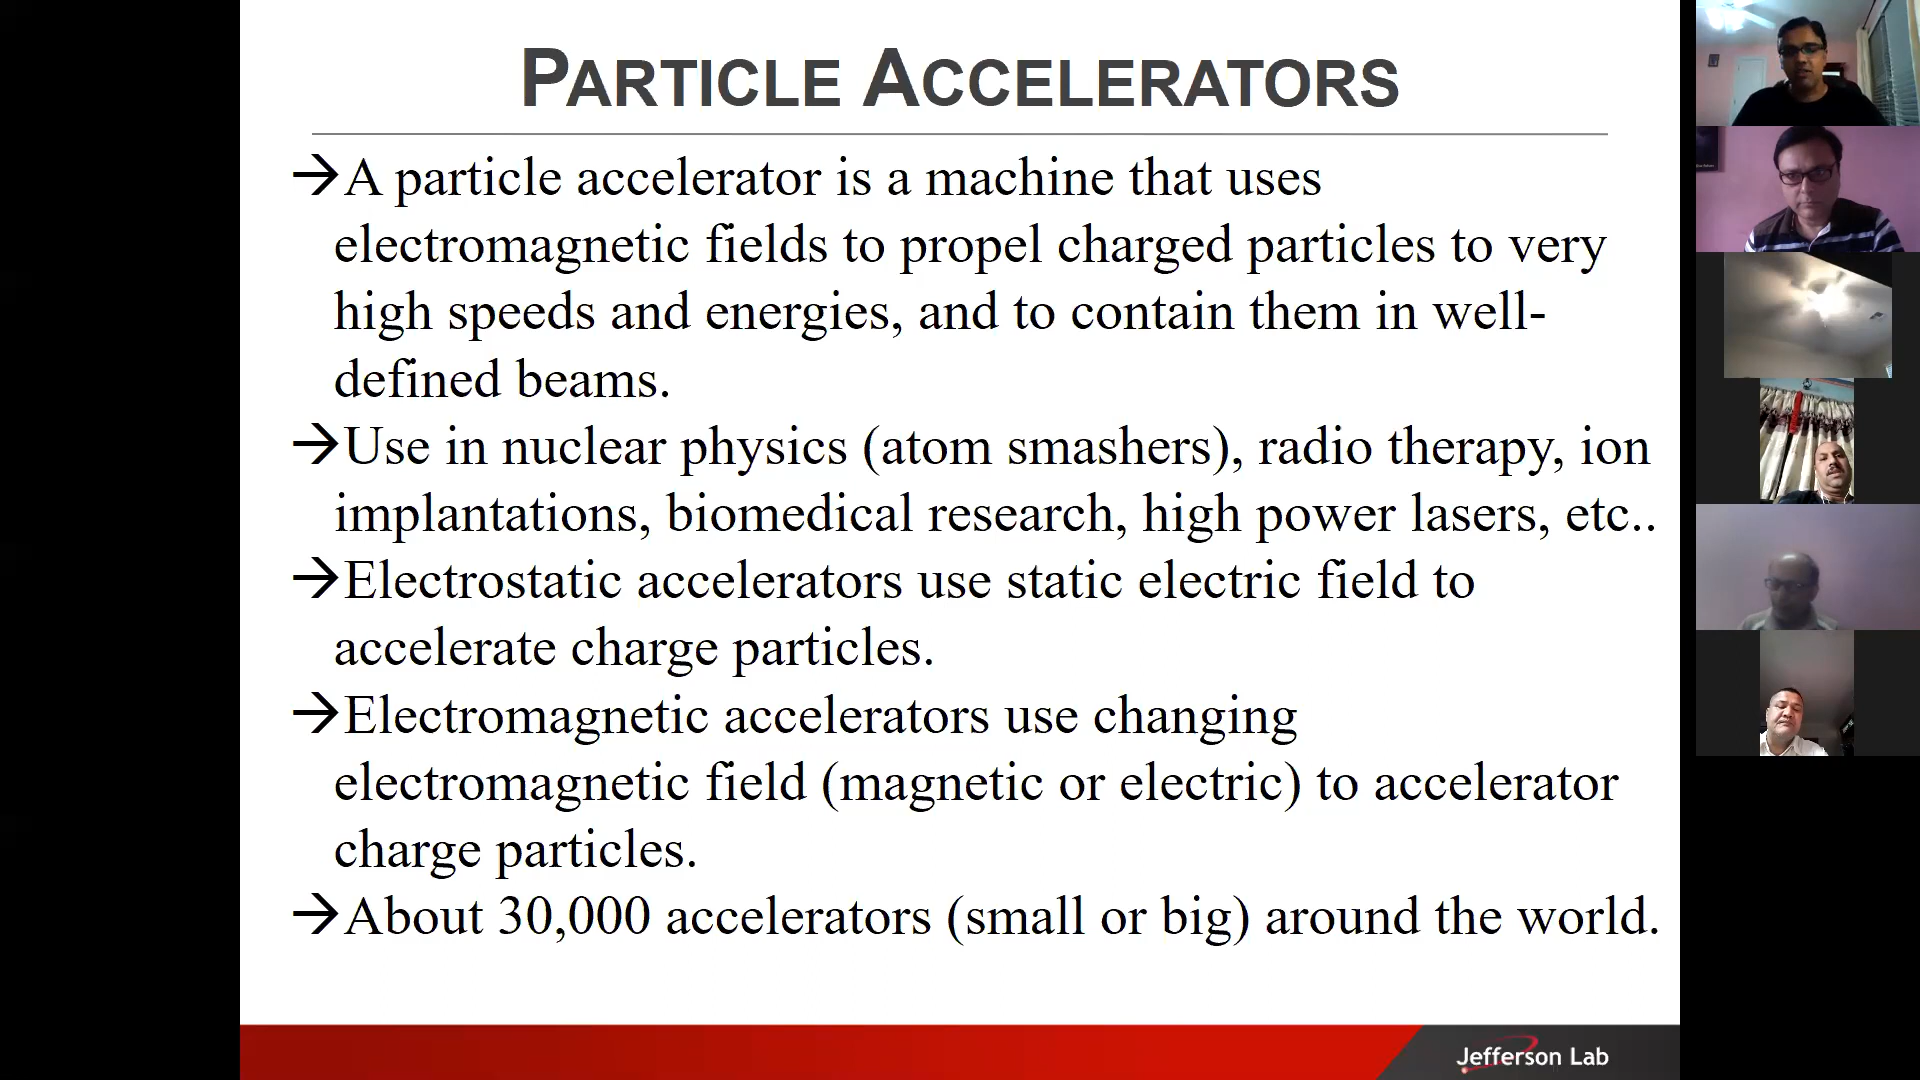 PARTICLE ACCELERATORS
→A particle accelerator is a machine that uses
electromagnetic fields to propel charged particles to very
high speeds and energies, and to contain them in well-
defined beams.
→Use in nuclear physics (atom smashers), radio therapy, ion
implantations, biomedical research, high power lasers, etc..
→Electrostatic accelerators use static electric field to
accelerate charge particles.
→Electromagnetic accelerators use changing
electromagnetic field (magnetic or electric) to accelerator
charge particles.
→About 30,000 accelerators (small or big) around the world.
Jefferson Lab